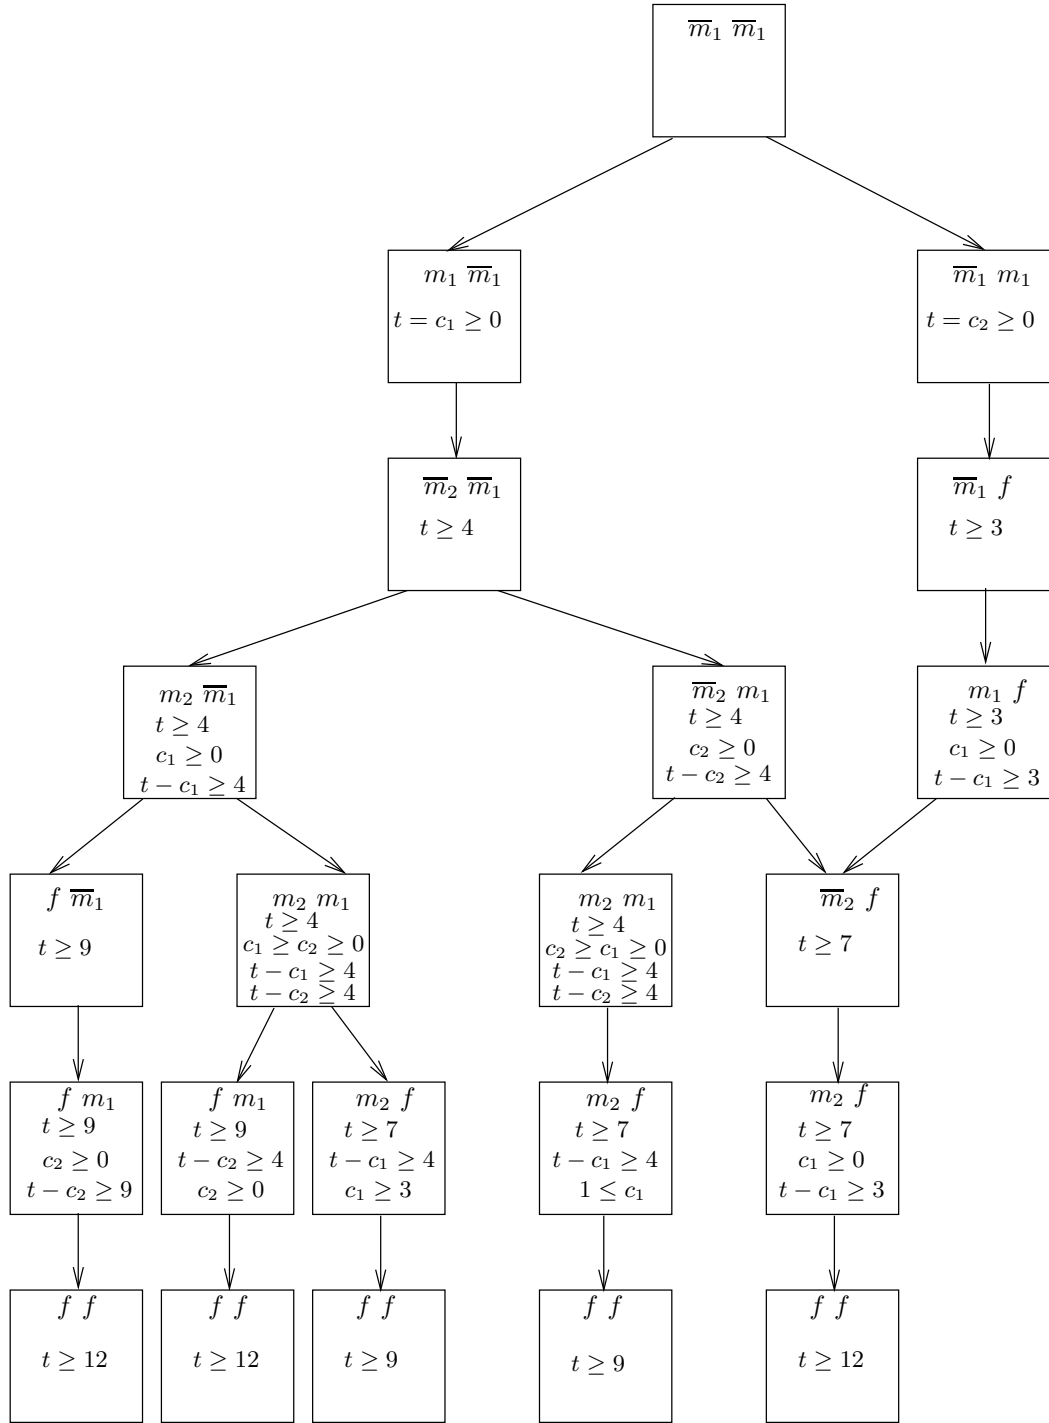 m̅₁ m̅₁
m₁ m̅₁
t = c₁ ≥ 0
m̅₁ m₁
t = c₂ ≥ 0
m̅₂ m̅₁
t ≥ 4
m̅₁ f
t ≥ 3
m₂ m̅₁
t ≥ 4
c₁ ≥ 0
t − c₁ ≥ 4
m̅₂ m₁
t ≥ 4
c₂ ≥ 0
t − c₂ ≥ 4
m₁ f
t ≥ 3
c₁ ≥ 0
t − c₁ ≥ 3
f m̅₁
t ≥ 9
m₂ m₁
t ≥ 4
c₁ ≥ c₂ ≥ 0
t − c₁ ≥ 4
t − c₂ ≥ 4
m₂ m₁
t ≥ 4
c₂ ≥ c₁ ≥ 0
t − c₁ ≥ 4
t − c₂ ≥ 4
m̅₂ f
t ≥ 7
f m₁
t ≥ 9
c₂ ≥ 0
t − c₂ ≥ 9
f m₁
t ≥ 9
t − c₂ ≥ 4
c₂ ≥ 0
m₂ f
t ≥ 7
t − c₁ ≥ 4
c₁ ≥ 3
m₂ f
t ≥ 7
t − c₁ ≥ 4
1 ≤ c₁
m₂ f
t ≥ 7
c₁ ≥ 0
t − c₁ ≥ 3
f f
t ≥ 12
f f
t ≥ 12
f f
t ≥ 9
f f
t ≥ 9
f f
t ≥ 12